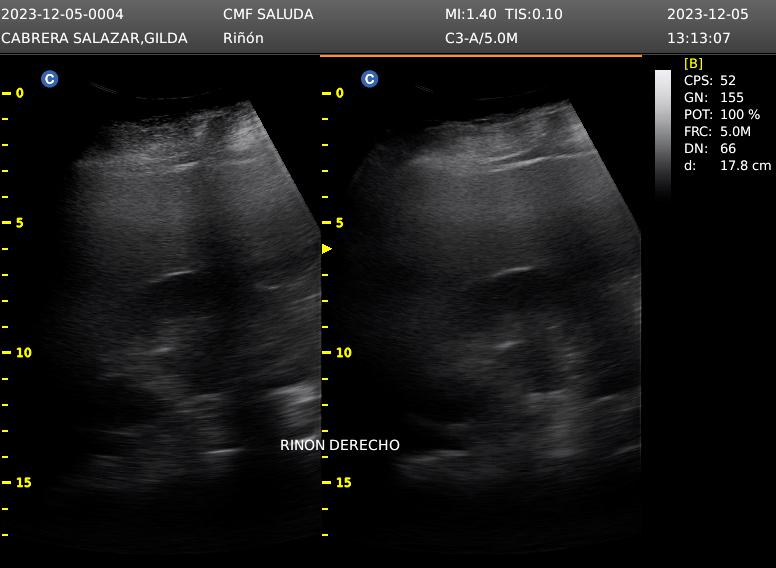 2023-12-05-0004 CMF SALUDA MI:1.40 TIS:0.10 2023-12-05
CABRERA SALAZAR,GILDA Riñón C3-A/5.0M 13:13:07
[B]
CPS: 52
GN: 155
POT: 100 %
FRC: 5.0M
DN: 66
d: 17.8 cm
C C
0 0
5 5
10 10
RINON DERECHO
15 15